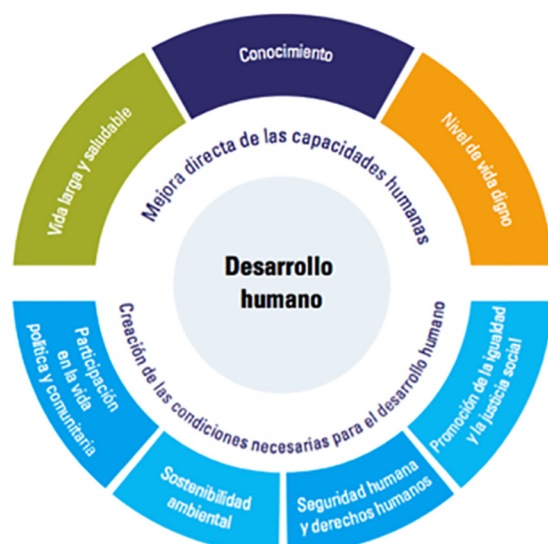 Conocimiento
Vida larga y saludable
Nivel de vida digno
Mejora directa de las capacidades humanas
Desarrollo
humano
Creación de las condiciones necesarias para el desarrollo humano
Participación
en la vida
política y comunitaria
Sostenibilidad
ambiental
Seguridad humana
y derechos humanos
Promoción de la igualdad
y la justicia social